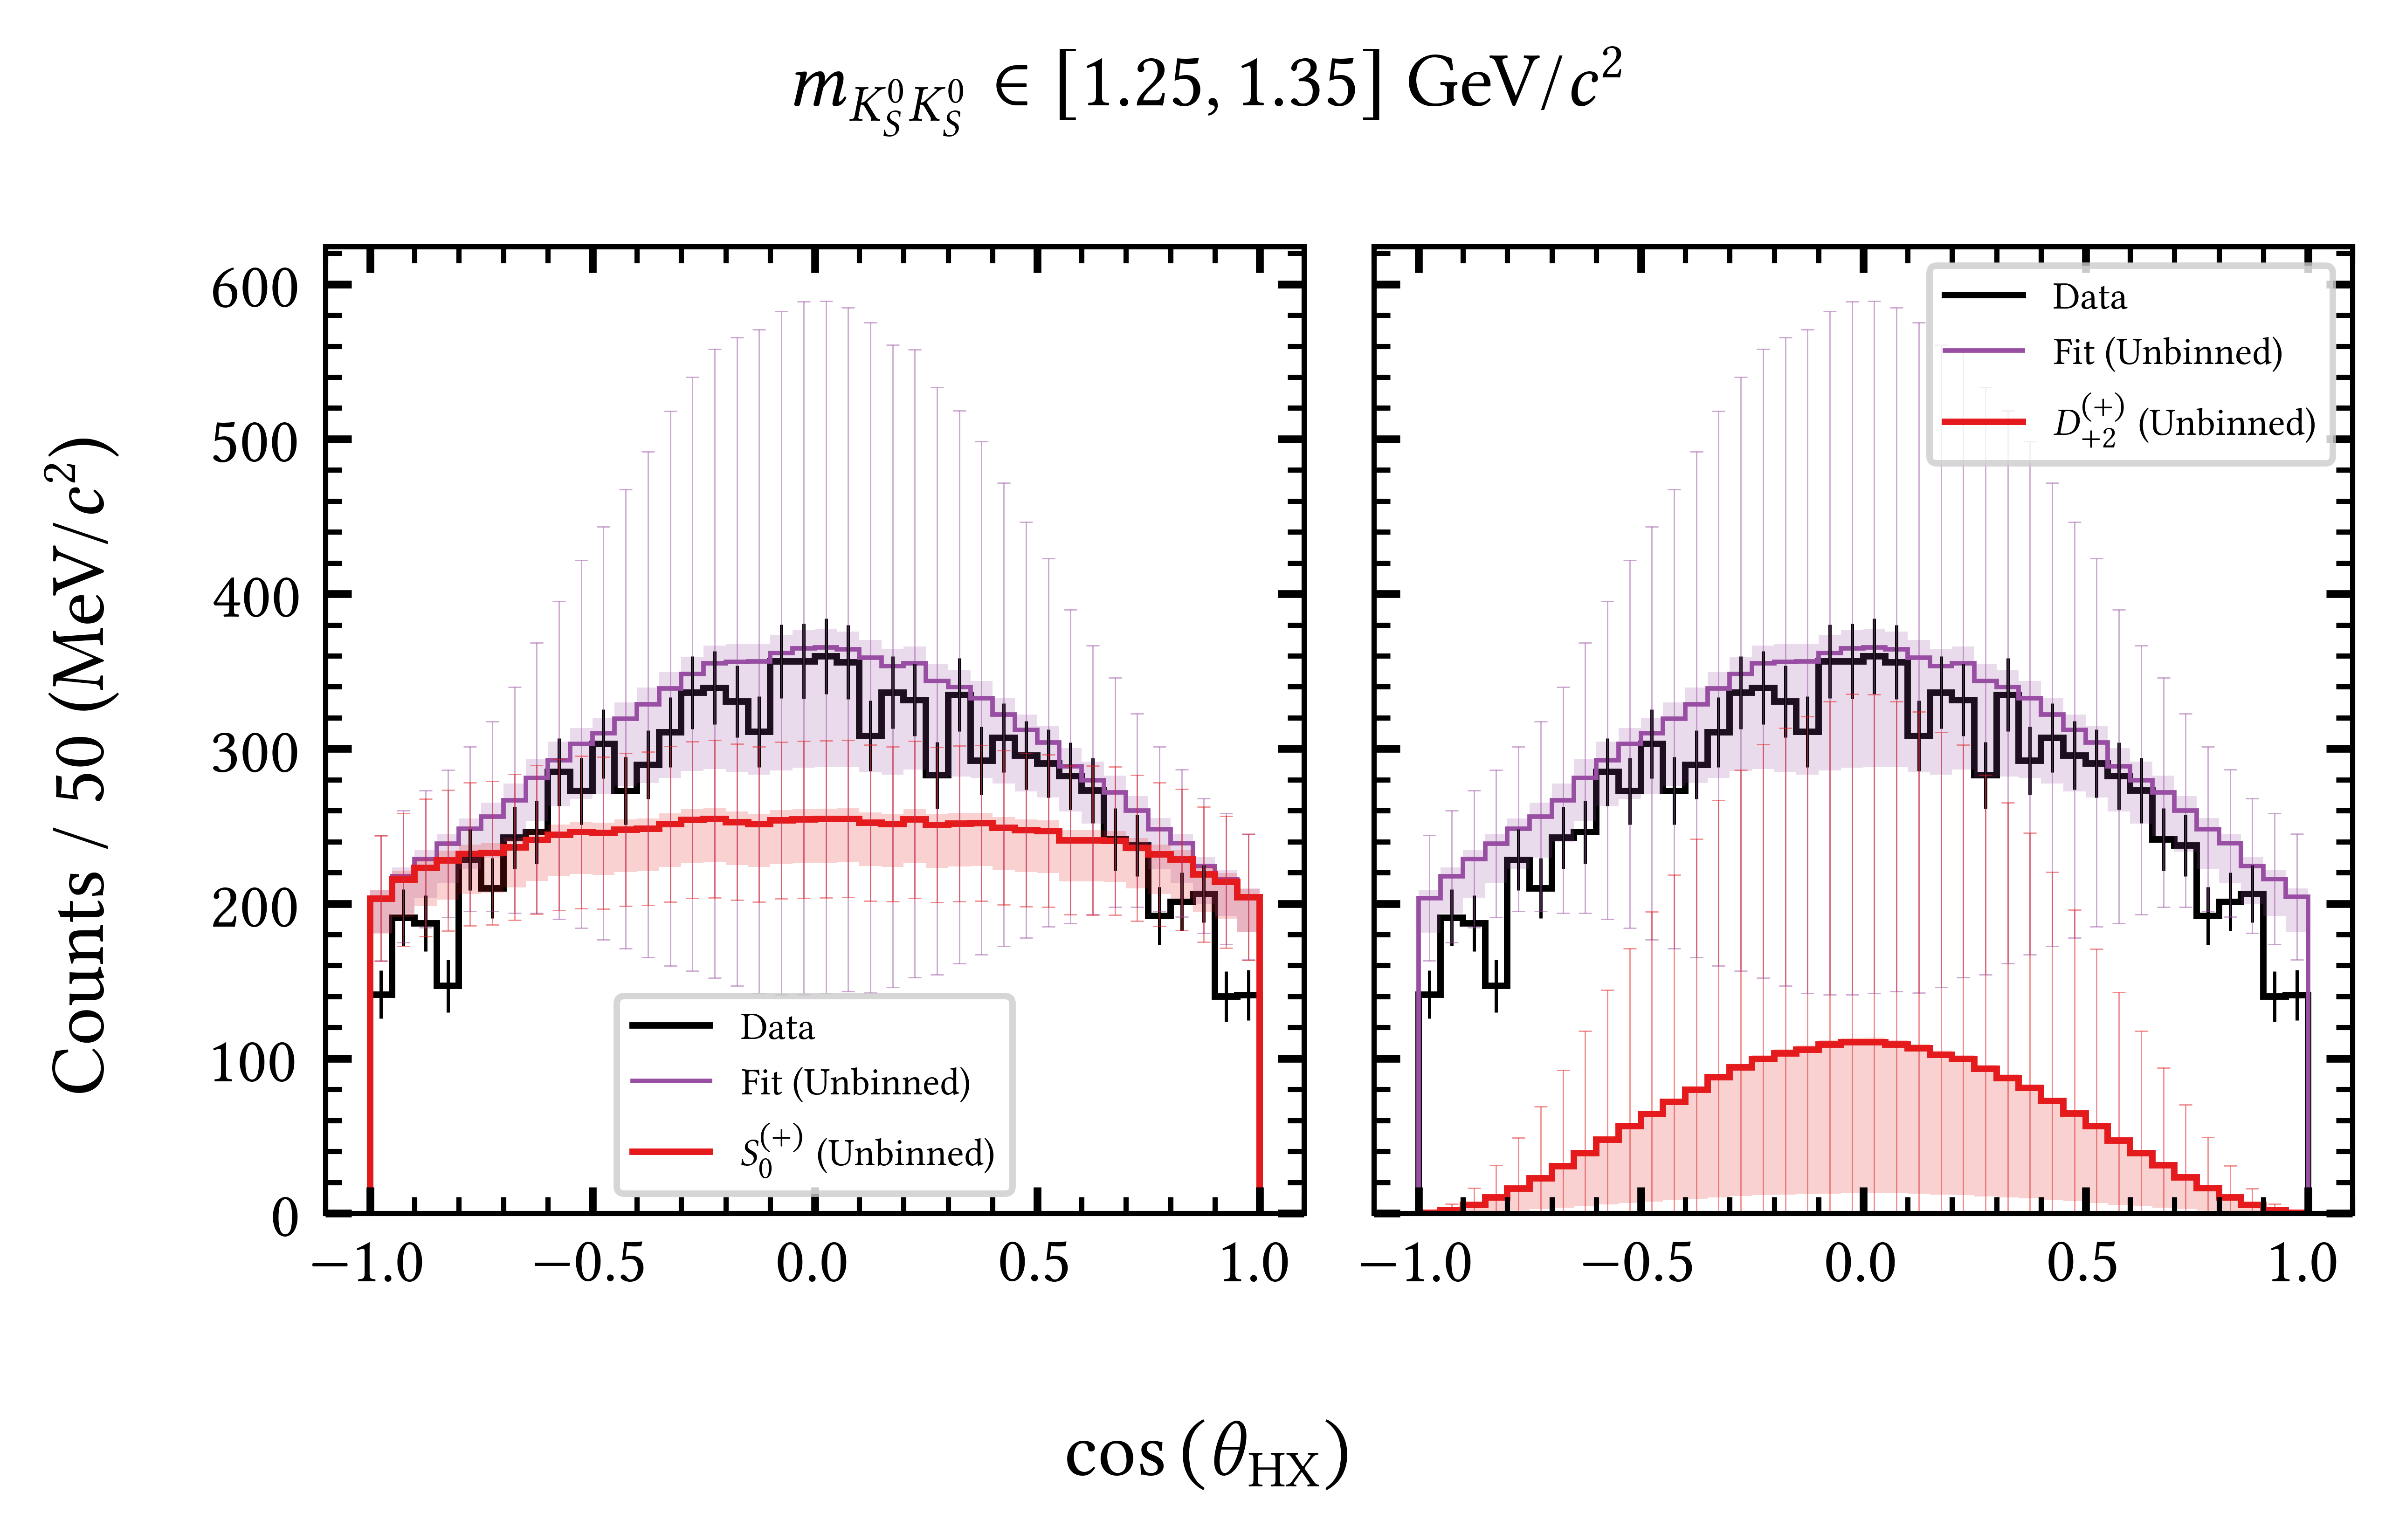 m_{K_S^0 K_S^0} ∈ [1.25, 1.35] GeV/c²
Counts / 50 (MeV/c²)
600
500
400
300
200
100
0
Data
Fit (Unbinned)
S_0^{(+)} (Unbinned)
−1.0 −0.5 0.0 0.5 1.0
Data
Fit (Unbinned)
D_{+2}^{(+)} (Unbinned)
−1.0 −0.5 0.0 0.5 1.0
cos (θ_{HX})